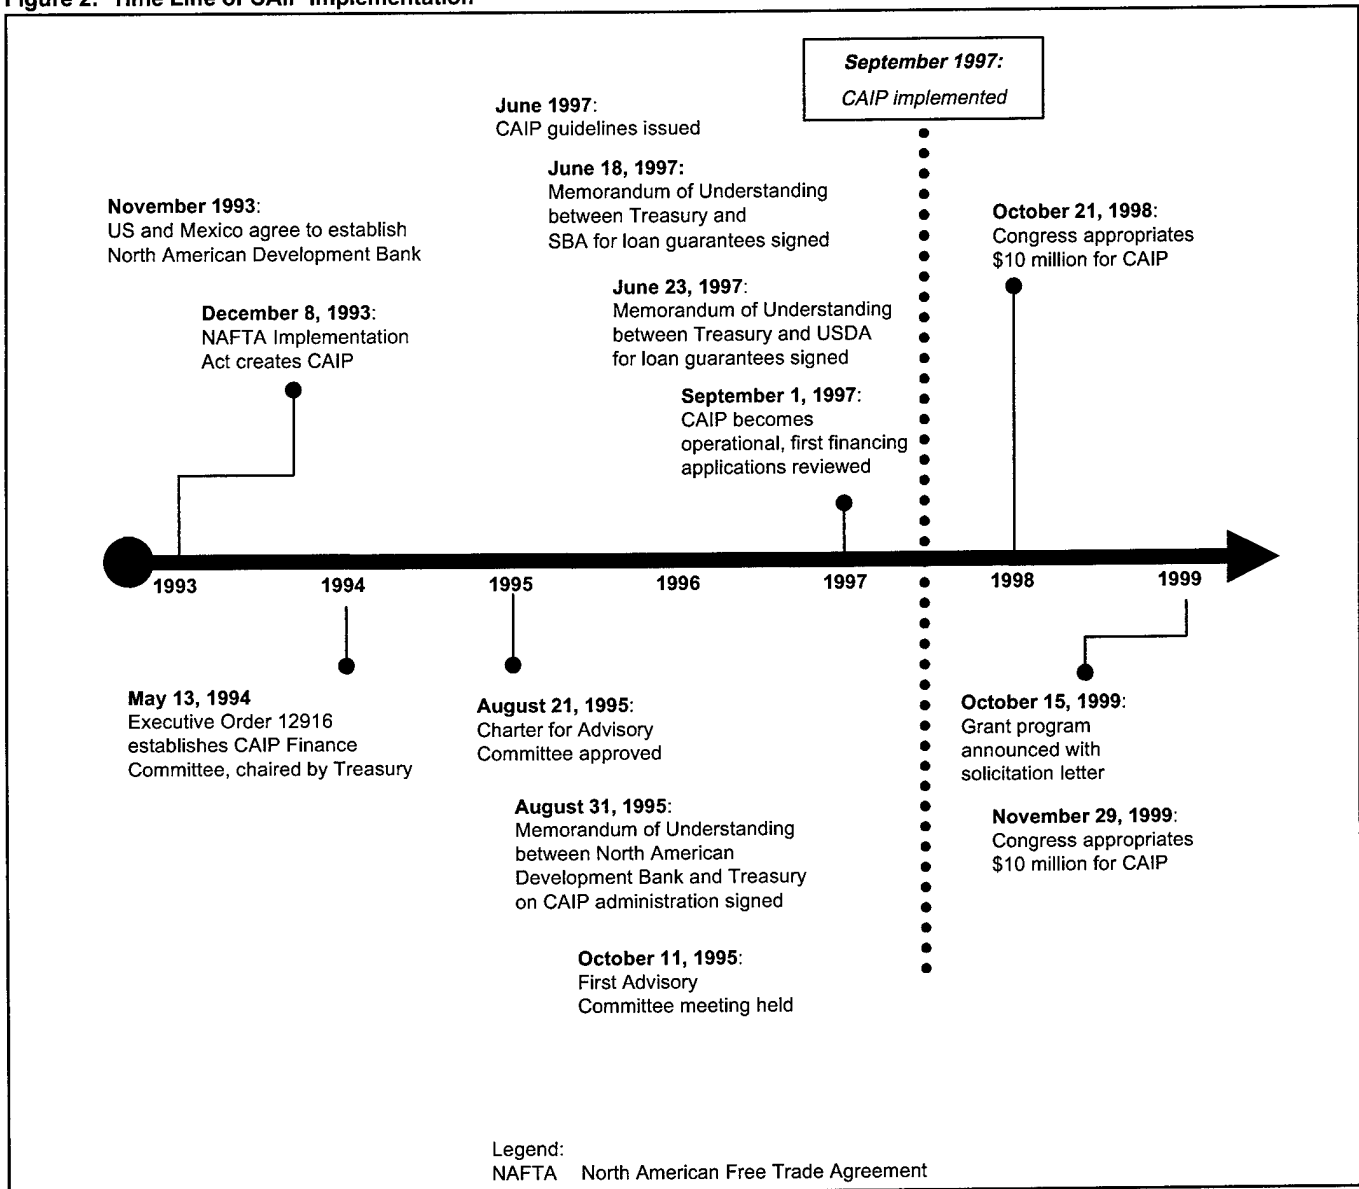 Figure 2: Time Line of CAIP Implementation
September 1997:
CAIP implemented
June 1997:
CAIP guidelines issued
June 18, 1997:
Memorandum of Understanding
between Treasury and
SBA for loan guarantees signed
November 1993:
US and Mexico agree to establish
North American Development Bank
October 21, 1998:
Congress appropriates
$10 million for CAIP
December 8, 1993:
NAFTA Implementation
Act creates CAIP
June 23, 1997:
Memorandum of Understanding
between Treasury and USDA
for loan guarantees signed
September 1, 1997:
CAIP becomes
operational, first financing
applications reviewed
1993 1994 1995 1996 1997 1998 1999
May 13, 1994
Executive Order 12916
establishes CAIP Finance
Committee, chaired by Treasury
August 21, 1995:
Charter for Advisory
Committee approved
October 15, 1999:
Grant program
announced with
solicitation letter
August 31, 1995:
Memorandum of Understanding
between North American
Development Bank and Treasury
on CAIP administration signed
November 29, 1999:
Congress appropriates
$10 million for CAIP
October 11, 1995:
First Advisory
Committee meeting held
Legend:
NAFTA North American Free Trade Agreement